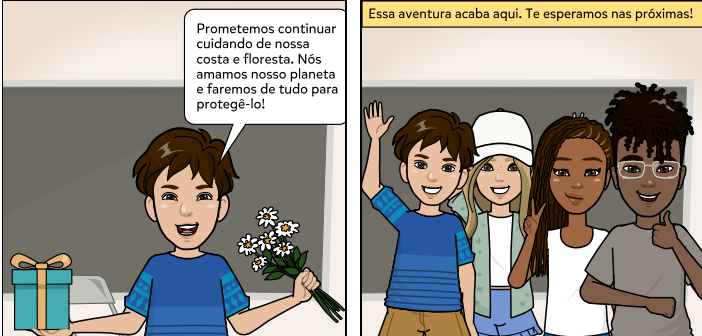 Prometemos continuar
cuidando de nossa
costa e floresta. Nós
amamos nosso planeta
e faremos de tudo para
protegê-lo!
Essa aventura acaba aqui. Te esperamos nas próximas!